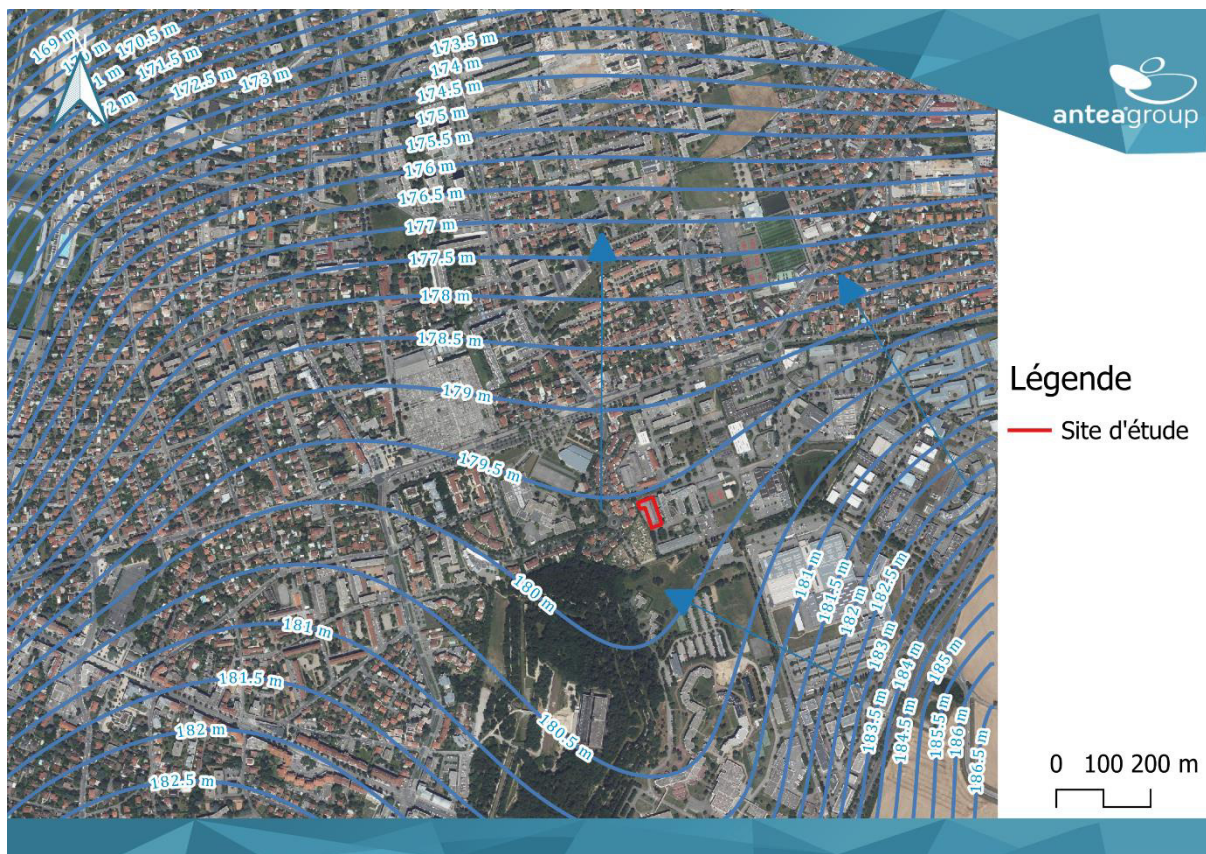 169 m
170 m
170.5 m
171 m
171.5 m
172 m
172.5 m
173 m
173.5 m
174 m
174.5 m
175 m
175.5 m
176 m
176.5 m
177 m
177.5 m
178 m
178.5 m
179 m
179.5 m
180 m
180.5 m
181 m
181.5 m
182 m
182.5 m
181 m
181.5 m
182 m
182.5 m
183 m
183.5 m
184 m
184.5 m
185 m
185.5 m
186 m
186.5 m
anteagroup
Légende
Site d'étude
0 100 200 m